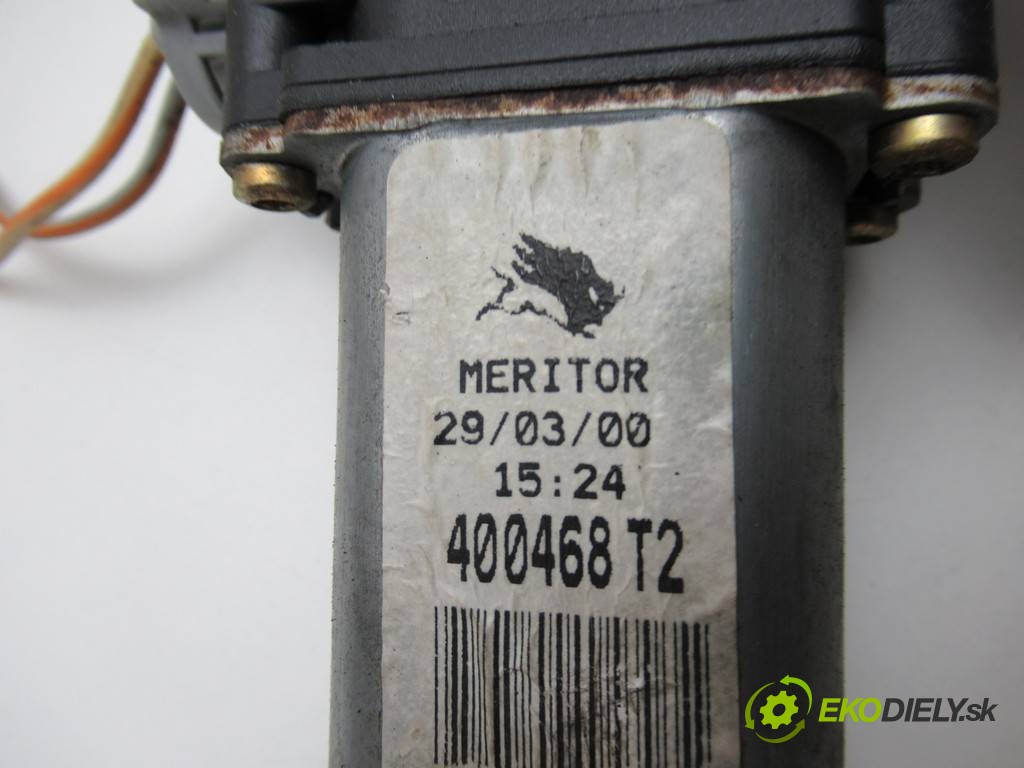 MERITOR
29/03/00
15:24
400468 T2
EKODIELY.sk